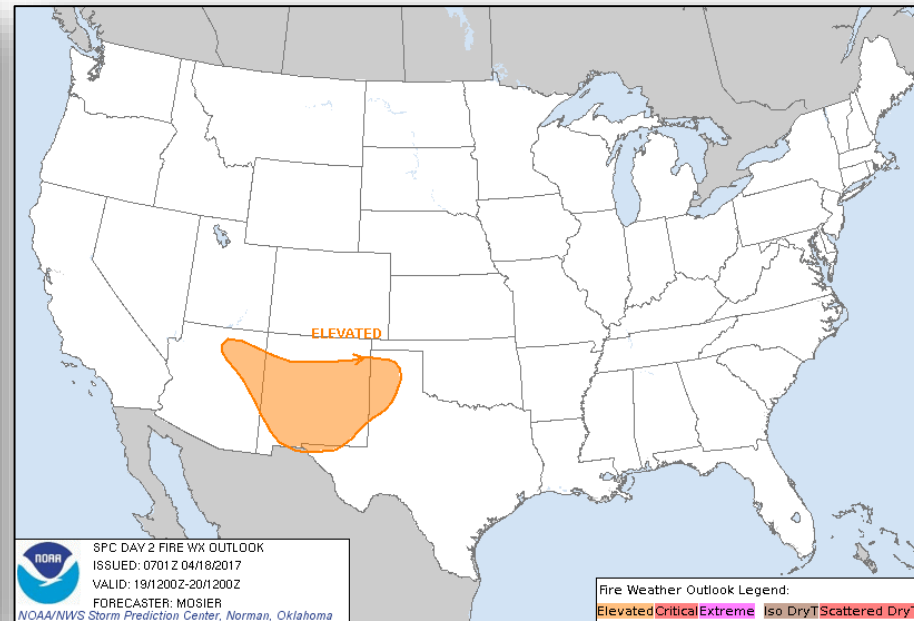 ELEVATED
NOAA
SPC DAY 2 FIRE WX OUTLOOK
ISSUED: 0701Z 04/18/2017
VALID: 19/1200Z-20/1200Z
FORECASTER: MOSIER
NOAA/NWS Storm Prediction Center, Norman, Oklahoma
Fire Weather Outlook Legend:
Elevated Critical Extreme Iso DryT Scattered DryT